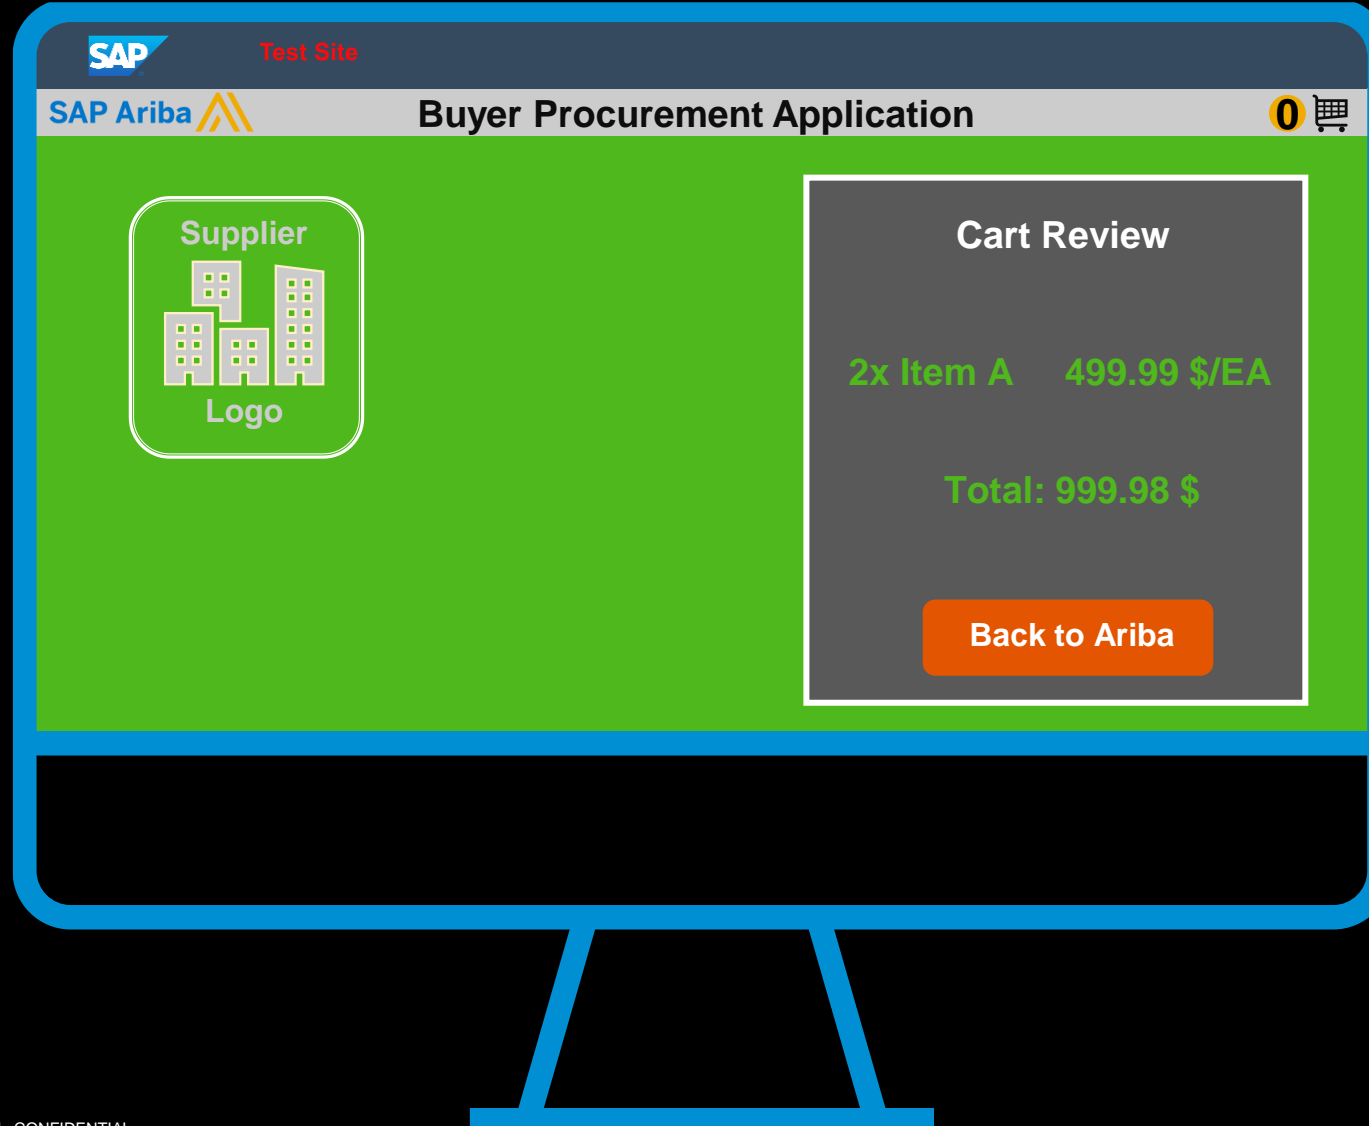 SAP
Test Site
SAP Ariba
Buyer Procurement Application
0
Supplier
Logo
Cart Review
2x Item A 499.99 $/EA
Total: 999.98 $
Back to Ariba
CONFIDENTIAL